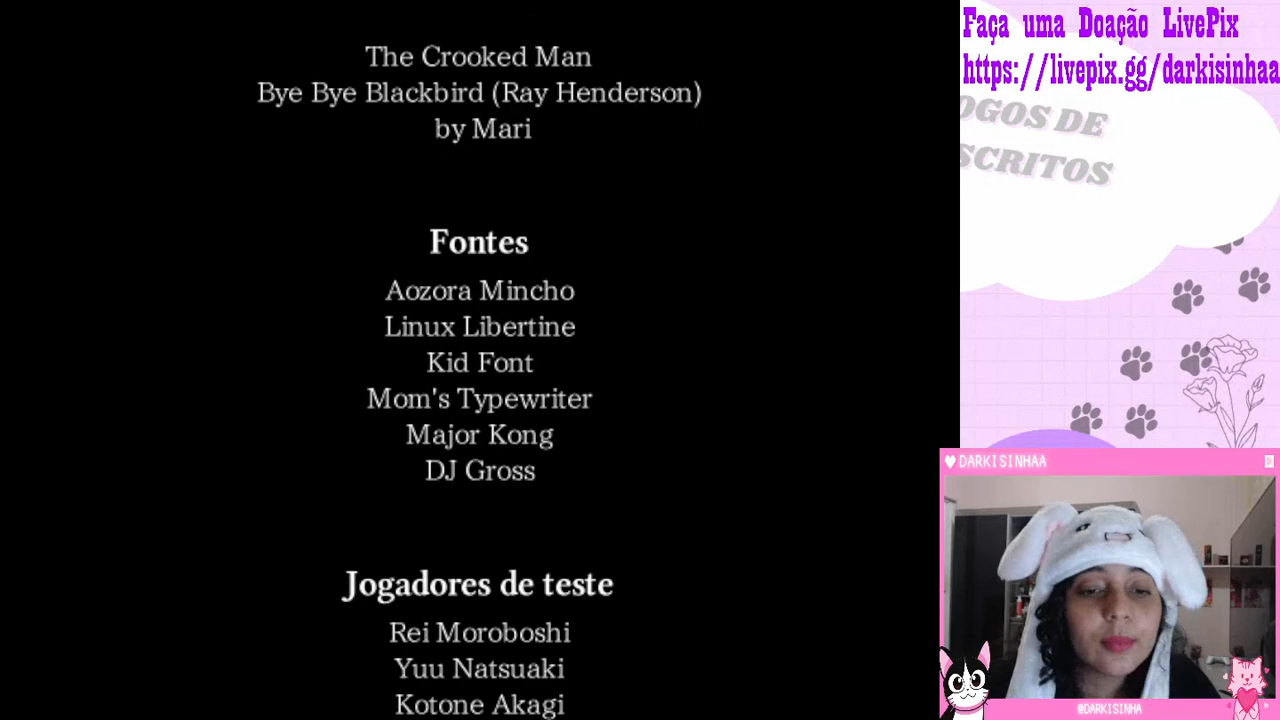 The Crooked Man
Bye Bye Blackbird (Ray Henderson)
by Mari
Fontes
Aozora Mincho
Linux Libertine
Kid Font
Mom's Typewriter
Major Kong
DJ Gross
Jogadores de teste
Rei Moroboshi
Yuu Natsuaki
Kotone Akagi
Faça uma Doação LivePix
https://livepix.gg/darkisinhaa
OGOS DE
SCRITOS
DARKISINHAA
@DARKISINHA